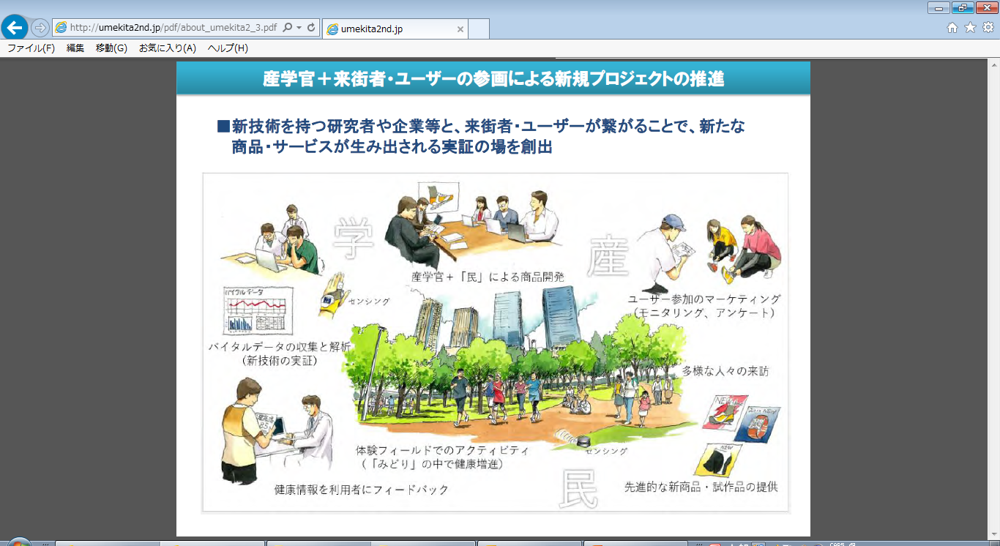 http://umekita2nd.jp/pdf/about_umekita2_3.pdf
umekita2nd.jp
ファイル(F) 編集 移動(G) お気に入り(A) ヘルプ(H)
産学官＋来街者・ユーザーの参画による新規プロジェクトの推進
■新技術を持つ研究者や企業等と、来街者・ユーザーが繋がることで、新たな
商品・サービスが生み出される実証の場を創出
学
産
産学官＋「民」による商品開発
バイタルデータ
センシング
ユーザー参加のマーケティング
（モニタリング、アンケート）
バイタルデータの収集と解析
（新技術の実証）
多様な人々の来訪
NEW
体験フィールドでのアクティビティ
（「みどり」の中で健康増進）
センシング
NEW
民
健康情報を利用者にフィードバック
先進的な新商品・試作品の提供
CAPS